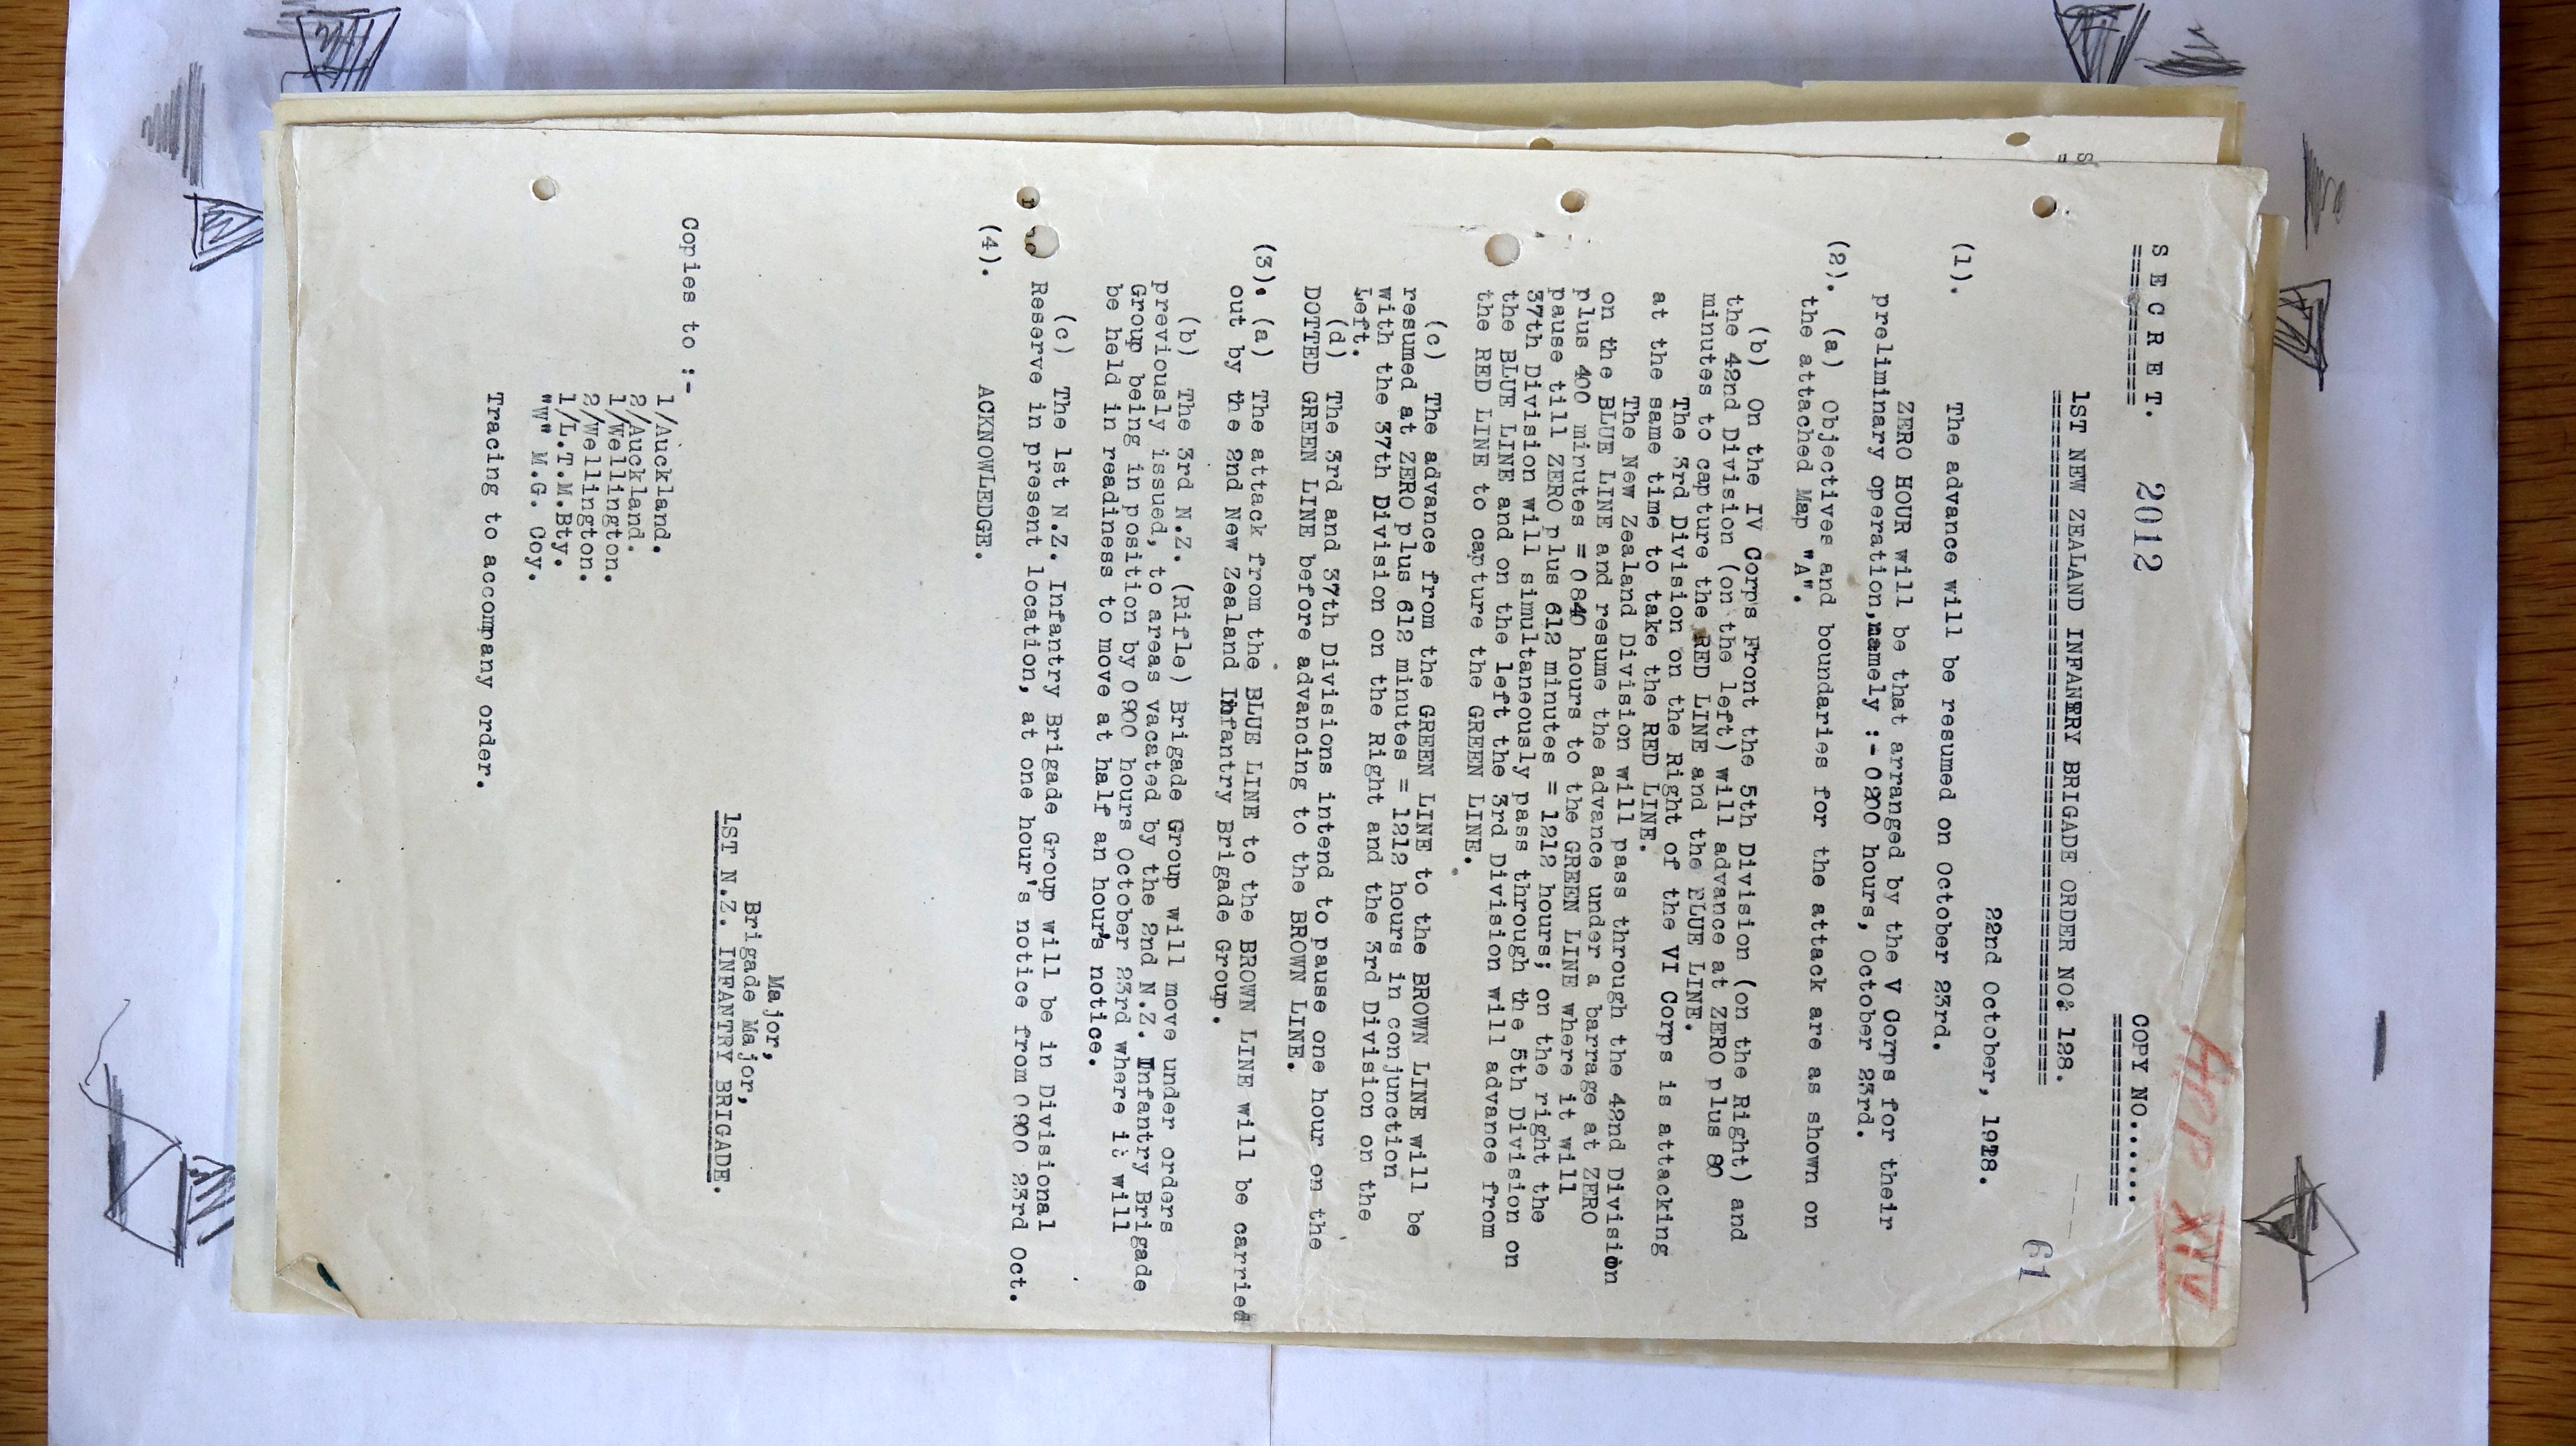 App XIV
S E C R E T.   2012   COPY NO.......
61
1ST NEW ZEALAND INFANERY BRIGADE ORDER NO. 128.
22nd October, 1918.
(1). The advance will be resumed on October 23rd.
ZERO HOUR will be that arranged by the V Corps for their
preliminary operation, namely :- 0200 hours, October 23rd.
(2). (a) Objectives and boundaries for the attack are as shown on
the attached Map "A".
(b) On the IV Corps Front the 5th Division (on the Right) and
the 42nd Division (on the left) will advance at ZERO plus 80
minutes to capture the RED LINE and the BLUE LINE.
The 3rd Division on the Right of the VI Corps is attacking
at the same time to take the RED LINE.
The New Zealand Division will pass through the 42nd Division
on the BLUE LINE and resume the advance under a barrage at ZERO
plus 400 minutes = 0840 hours to the GREEN LINE where it will
pause till ZERO plus 612 minutes = 1212 hours; on the right the
37th Division will simultaneously pass through the 5th Division on
the BLUE LINE and on the left the 3rd Division will advance from
the RED LINE to capture the GREEN LINE.
(c) The advance from the GREEN LINE to the BROWN LINE will be
resumed at ZERO plus 612 minutes = 1212 hours in conjunction
with the 37th Division on the Right and the 3rd Division on the
Left.
(d) The 3rd and 37th Divisions intend to pause one hour on the
DOTTED GREEN LINE before advancing to the BROWN LINE.
(3). (a) The attack from the BLUE LINE to the BROWN LINE will be carried
out by the 2nd New Zealand Infantry Brigade Group.
(b) The 3rd N.Z. (Rifle) Brigade Group will move under orders
previously issued, to areas vacated by the 2nd N.Z. Infantry Brigade
Group being in position by 0900 hours October 23rd where it will
be held in readiness to move at half an hour's notice.
(c) The 1st N.Z. Infantry Brigade Group will be in Divisional
Reserve in present location, at one hour's notice from 0900 23rd Oct.
(4). ACKNOWLEDGE.
Major,
Brigade Major,
1ST N.Z. INFANTRY BRIGADE.
Copies to :-
1/Auckland.
2/Auckland.
1/Wellington.
2/Wellington.
1/L.T.M.Bty.
"W" M.G. Coy.
Tracing to accompany order.